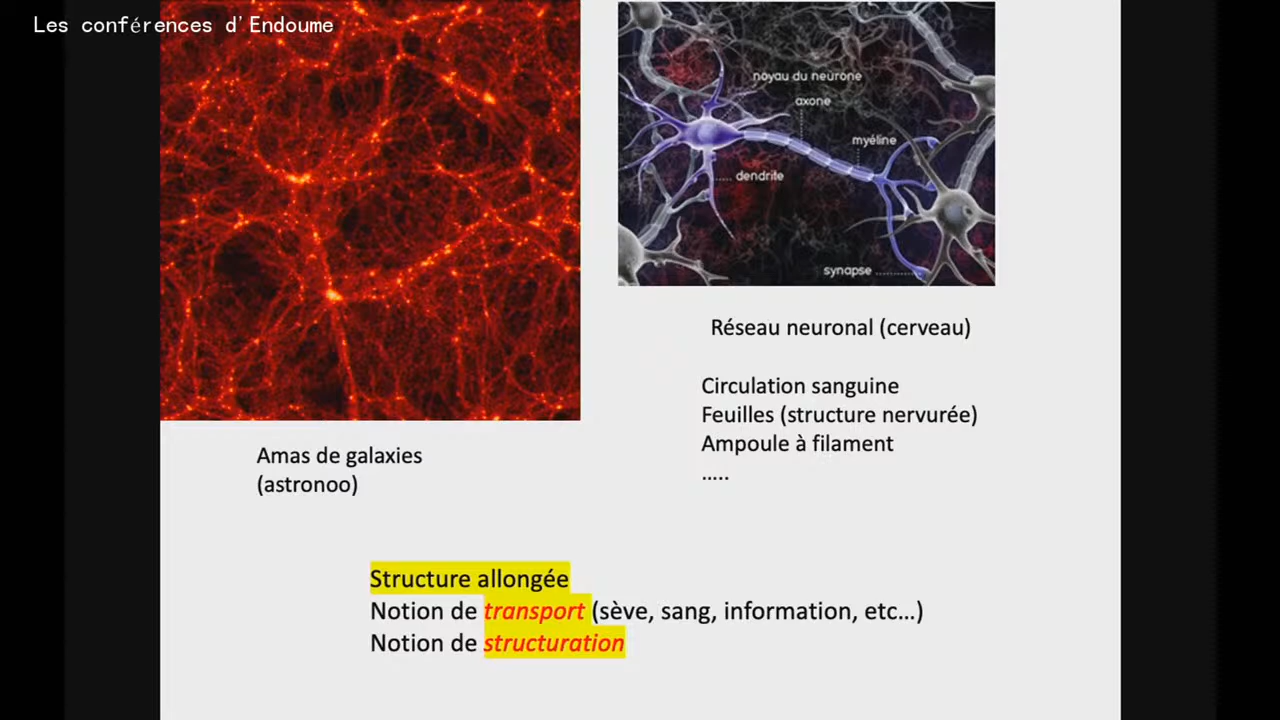 Les conférences d'Endoume
noyau du neurone
axone
myéline
dendrite
synapse
Réseau neuronal (cerveau)
Circulation sanguine
Feuilles (structure nervurée)
Ampoule à filament
.....
Amas de galaxies
(astronoo)
Structure allongée
Notion de transport (sève, sang, information, etc...)
Notion de structuration